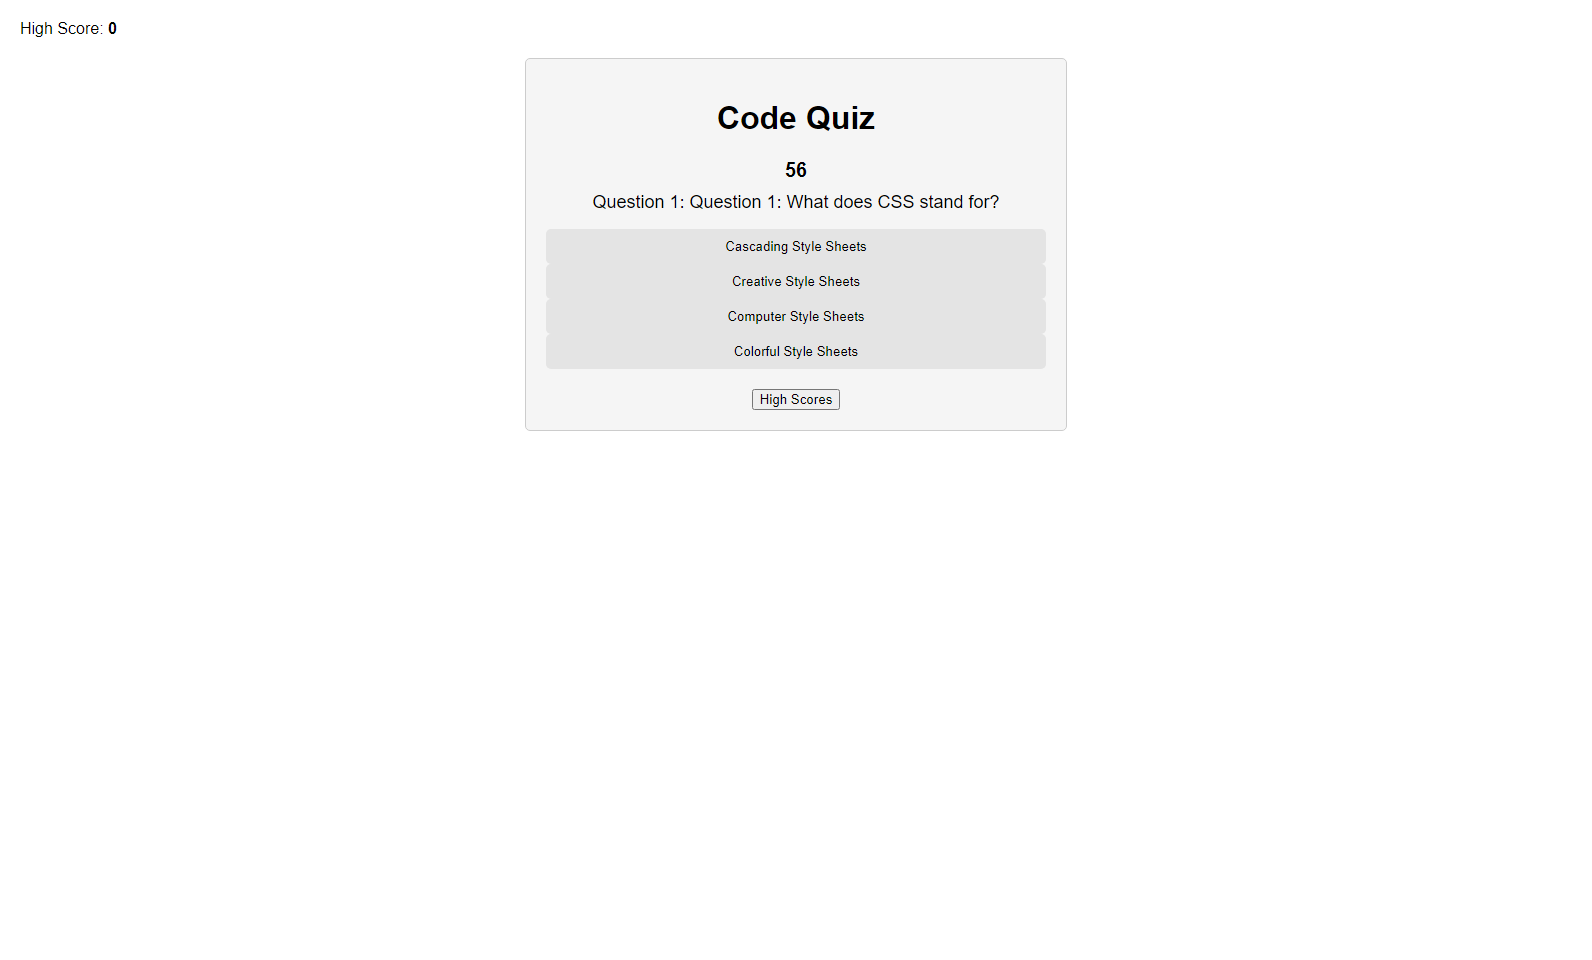 High Score: 0
Code Quiz
56
Question 1: Question 1: What does CSS stand for?
Cascading Style Sheets
Creative Style Sheets
Computer Style Sheets
Colorful Style Sheets
High Scores